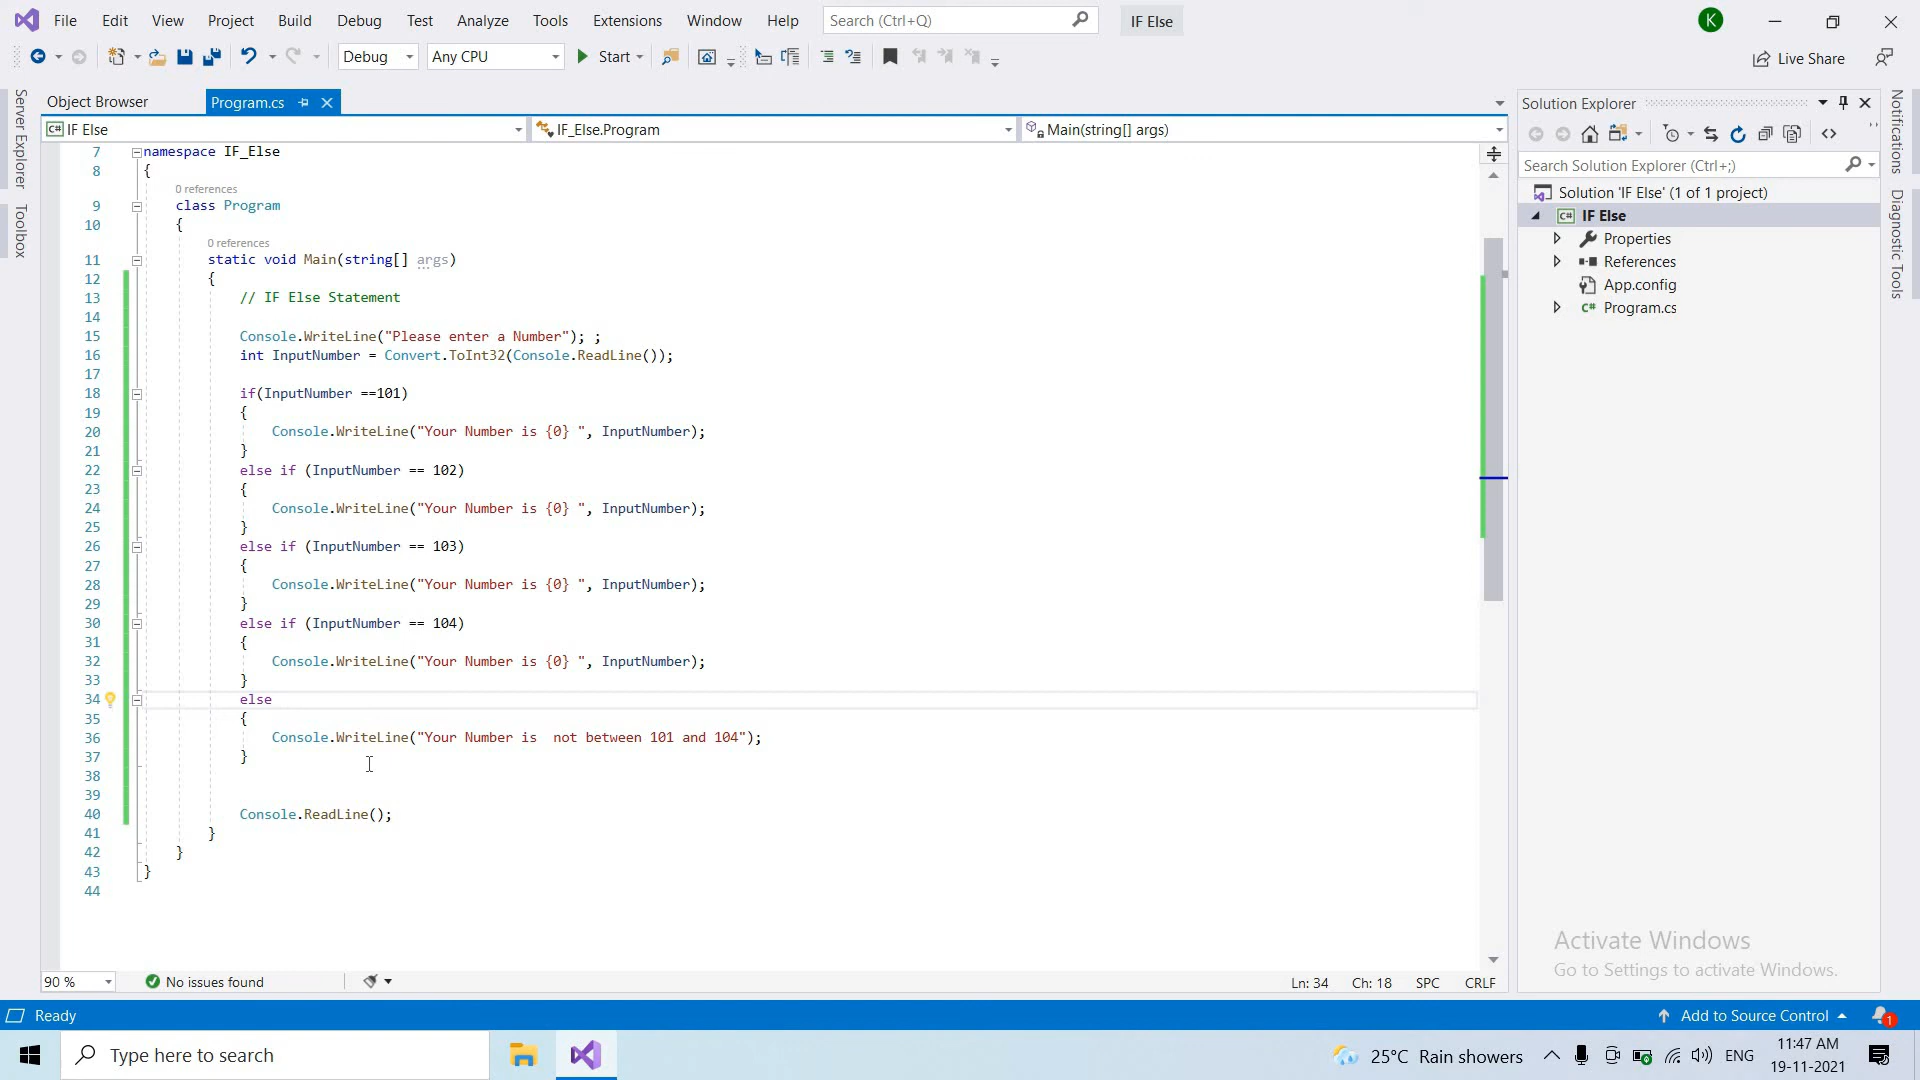 File Edit View Project Build Debug Test Analyze Tools Extensions Window Help Search (Ctrl+Q) IF Else K
Debug Any CPU Start Live Share
Object Browser Program.cs
IF Else IF_Else.Program Main(string[] args)
7 namespace IF_Else
8 {
0 references
9 class Program
10 {
0 references
11 static void Main(string[] args)
12 {
13 // IF Else Statement
14
15 Console.WriteLine("Please enter a Number"); ;
16 int InputNumber = Convert.ToInt32(Console.ReadLine());
17
18 if(InputNumber ==101)
19 {
20 Console.WriteLine("Your Number is {0} ", InputNumber);
21 }
22 else if (InputNumber == 102)
23 {
24 Console.WriteLine("Your Number is {0} ", InputNumber);
25 }
26 else if (InputNumber == 103)
27 {
28 Console.WriteLine("Your Number is {0} ", InputNumber);
29 }
30 else if (InputNumber == 104)
31 {
32 Console.WriteLine("Your Number is {0} ", InputNumber);
33 }
34 else
35 {
36 Console.WriteLine("Your Number is  not between 101 and 104");
37 }
38
39
40 Console.ReadLine();
41 }
42 }
43 }
44
90 % No issues found Ln: 34 Ch: 18 SPC CRLF
Server Explorer
Toolbox
Solution Explorer
Search Solution Explorer (Ctrl+;)
Solution 'IF Else' (1 of 1 project)
C# IF Else
Properties
References
App.config
C# Program.cs
Notifications
Diagnostic Tools
Activate Windows
Go to Settings to activate Windows.
Ready Add to Source Control 1
Type here to search 25°C Rain showers ENG 11:47 AM
19-11-2021